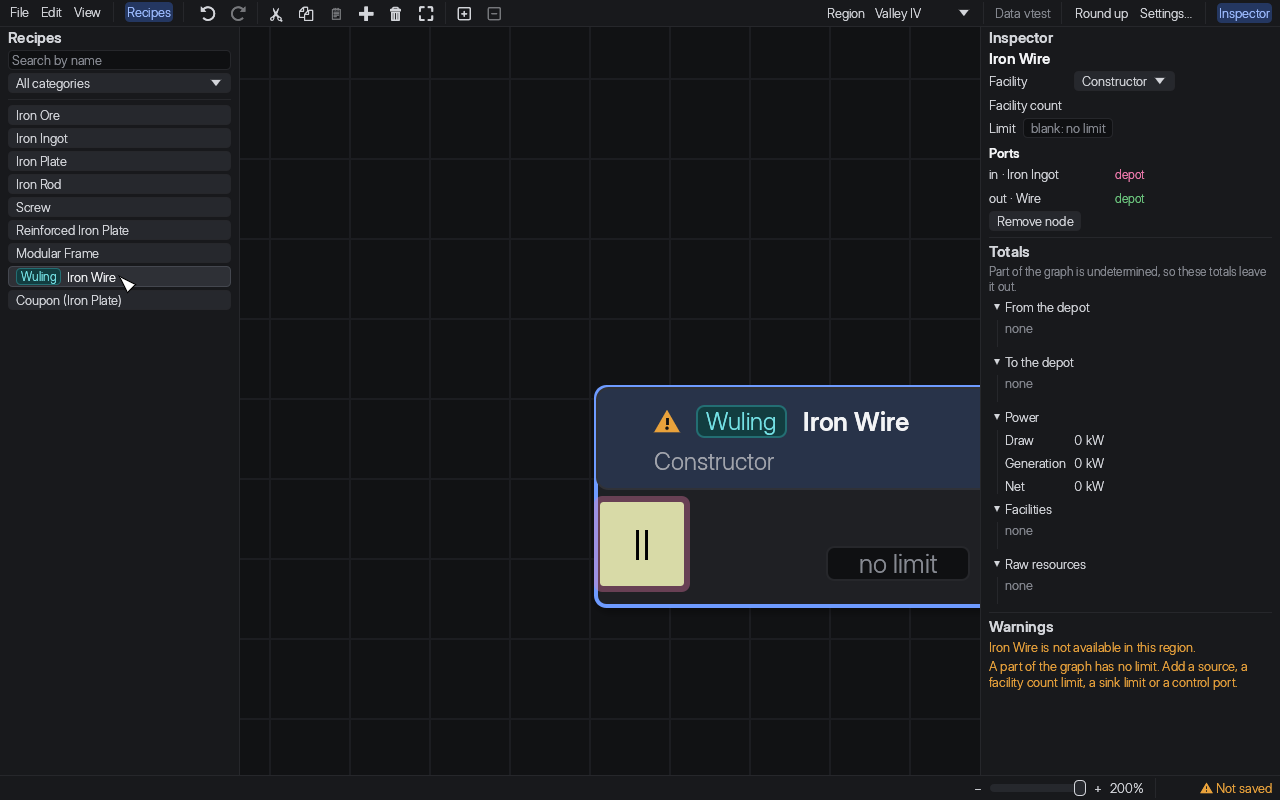 File Edit View Recipes Region Valley IV Data vtest Round up Settings... Inspector
Recipes
Search by name
All categories
Iron Ore
Iron Ingot
Iron Plate
Iron Rod
Screw
Reinforced Iron Plate
Modular Frame
Wuling Iron Wire
Coupon (Iron Plate)
Wuling Iron Wire
Constructor
II
no limit
Inspector
Iron Wire
Facility Constructor
Facility count
Limit blank: no limit
Ports
in · Iron Ingot depot
out · Wire depot
Remove node
Totals
Part of the graph is undetermined, so these totals leave
it out.
From the depot
none
To the depot
none
Power
Draw 0 kW
Generation 0 kW
Net 0 kW
Facilities
none
Raw resources
none
Warnings
Iron Wire is not available in this region.
A part of the graph has no limit. Add a source, a
facility count limit, a sink limit or a control port.
− + 200% Not saved